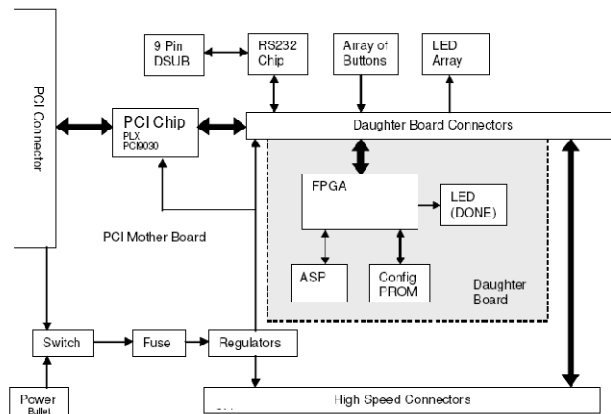 9 Pin
DSUB
RS232
Chip
Array of
Buttons
LED
Array
PCI Connector
PCI Chip
PLX
PCI9030
Daughter Board Connectors
FPGA
LED
(DONE)
PCI Mother Board
ASP
Config
PROM
Daughter
Board
Switch
Fuse
Regulators
Power
Bullet
High Speed Connectors